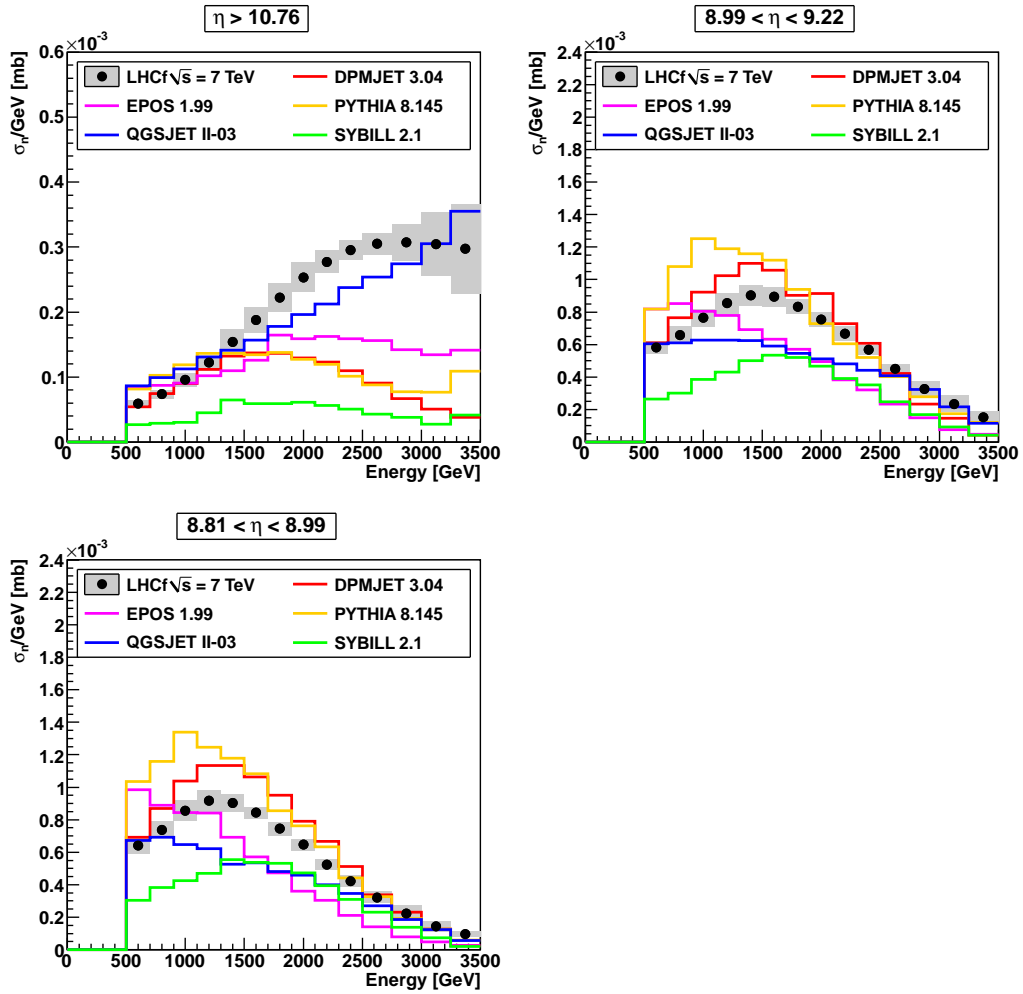 η > 10.76
×10⁻³
σₙ/GeV [mb]
0.6
0.5
0.4
0.3
0.2
0.1
0
LHCf √s = 7 TeV
DPMJET 3.04
EPOS 1.99
PYTHIA 8.145
QGSJET II-03
SYBILL 2.1
0 500 1000 1500 2000 2500 3000 3500
Energy [GeV]
8.99 < η < 9.22
×10⁻³
σₙ/GeV [mb]
2.4
2.2
2
1.8
1.6
1.4
1.2
1
0.8
0.6
0.4
0.2
0
LHCf √s = 7 TeV
DPMJET 3.04
EPOS 1.99
PYTHIA 8.145
QGSJET II-03
SYBILL 2.1
0 500 1000 1500 2000 2500 3000 3500
Energy [GeV]
8.81 < η < 8.99
×10⁻³
σₙ/GeV [mb]
2.4
2.2
2
1.8
1.6
1.4
1.2
1
0.8
0.6
0.4
0.2
0
LHCf √s = 7 TeV
DPMJET 3.04
EPOS 1.99
PYTHIA 8.145
QGSJET II-03
SYBILL 2.1
0 500 1000 1500 2000 2500 3000 3500
Energy [GeV]